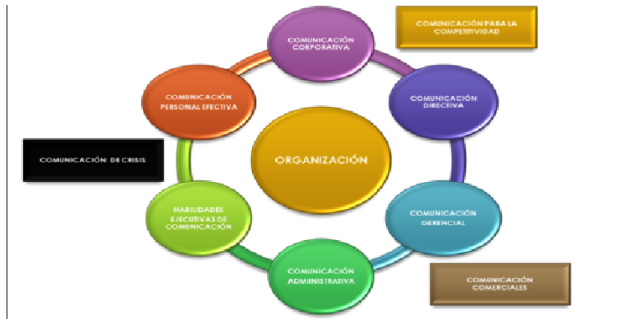 COMUNICACIÓN
CORPORATIVA
COMUNICACIÓN PARA LA
COMPETITIVIDAD
COMUNICACIÓN
DIRECTIVA
COMUNICACIÓN
PERSONAL EFECTIVA
COMUNICACIÓN DE CRISIS
ORGANIZACIÓN
HABILIDADES
EJECUTIVAS DE
COMUNICACIÓN
COMUNICACIÓN
GERENCIAL
COMUNICACIÓN
ADMINISTRATIVA
COMUNICACIÓN
COMERCIALES